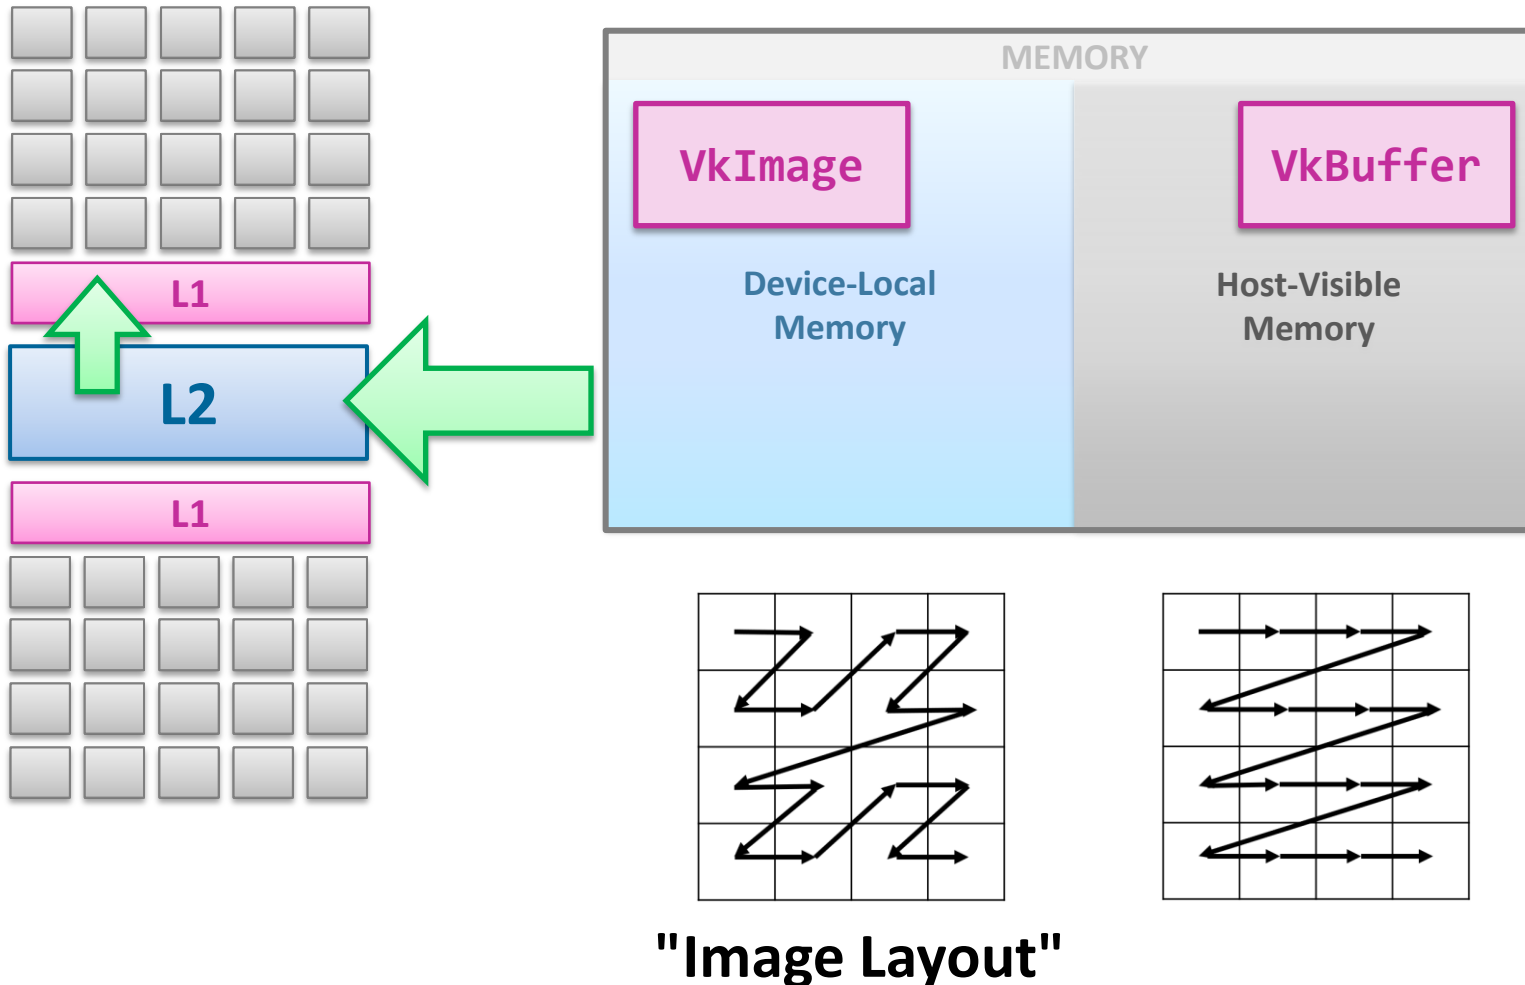 L1
L2
L1
MEMORY
VkImage
VkBuffer
Device-Local
Memory
Host-Visible
Memory
"Image Layout"